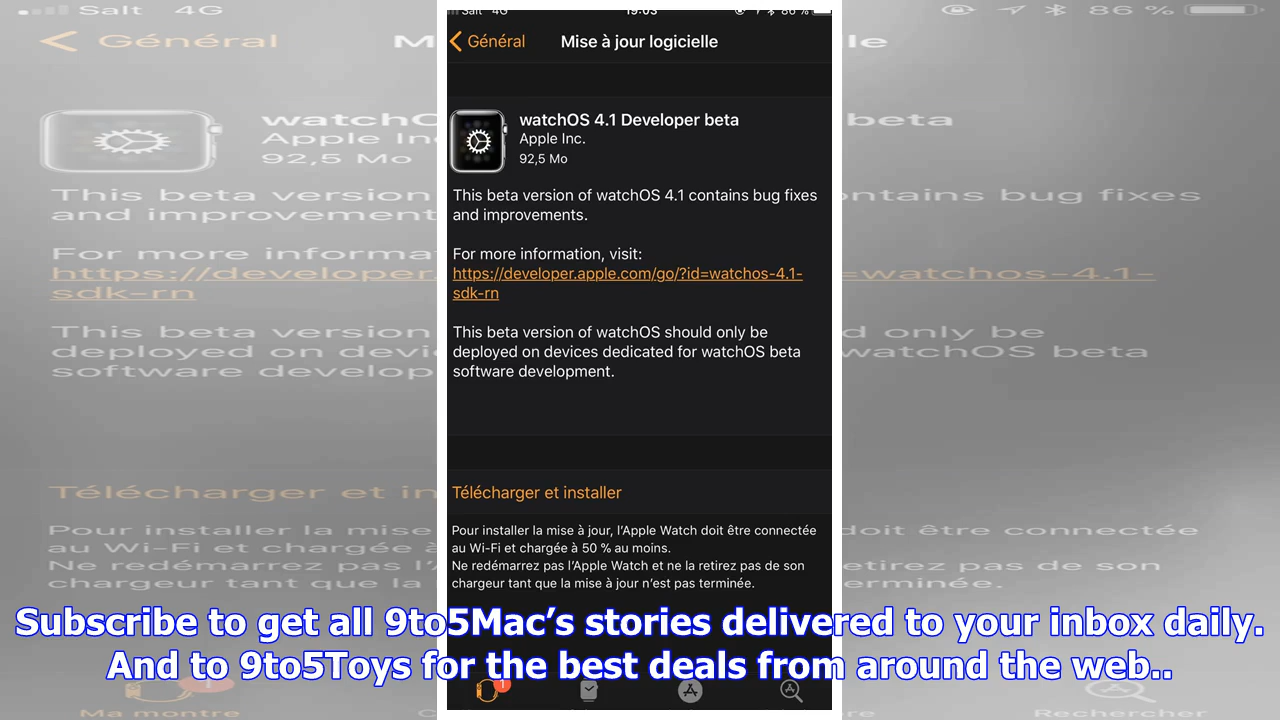 Salt 4G 19:03 86 %
Général Mise à jour logicielle
watchOS 4.1 Developer beta
Apple Inc.
92,5 Mo
This beta version of watchOS 4.1 contains bug fixes
and improvements.
For more information, visit:
https://developer.apple.com/go/?id=watchos-4.1-
sdk-rn
This beta version of watchOS should only be
deployed on devices dedicated for watchOS beta
software development.
Télécharger et installer
Pour installer la mise à jour, l’Apple Watch doit être connectée
au Wi-Fi et chargée à 50 % au moins.
Ne redémarrez pas l’Apple Watch et ne la retirez pas de son
chargeur tant que la mise à jour n’est pas terminée.
Subscribe to get all 9to5Mac’s stories delivered to your inbox daily.
And to 9to5Toys for the best deals from around the web..
1
Ma montre
Rechercher